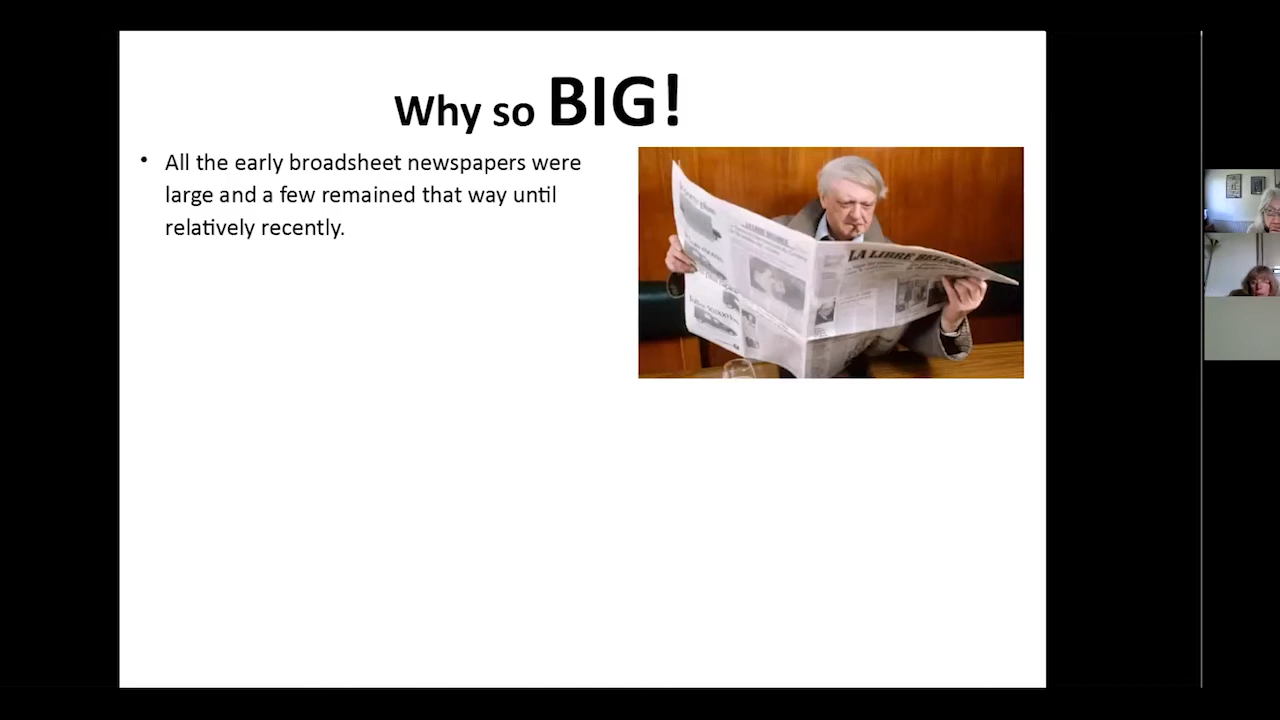 Why so BIG!
• All the early broadsheet newspapers were
large and a few remained that way until
relatively recently.
LA LIBRE